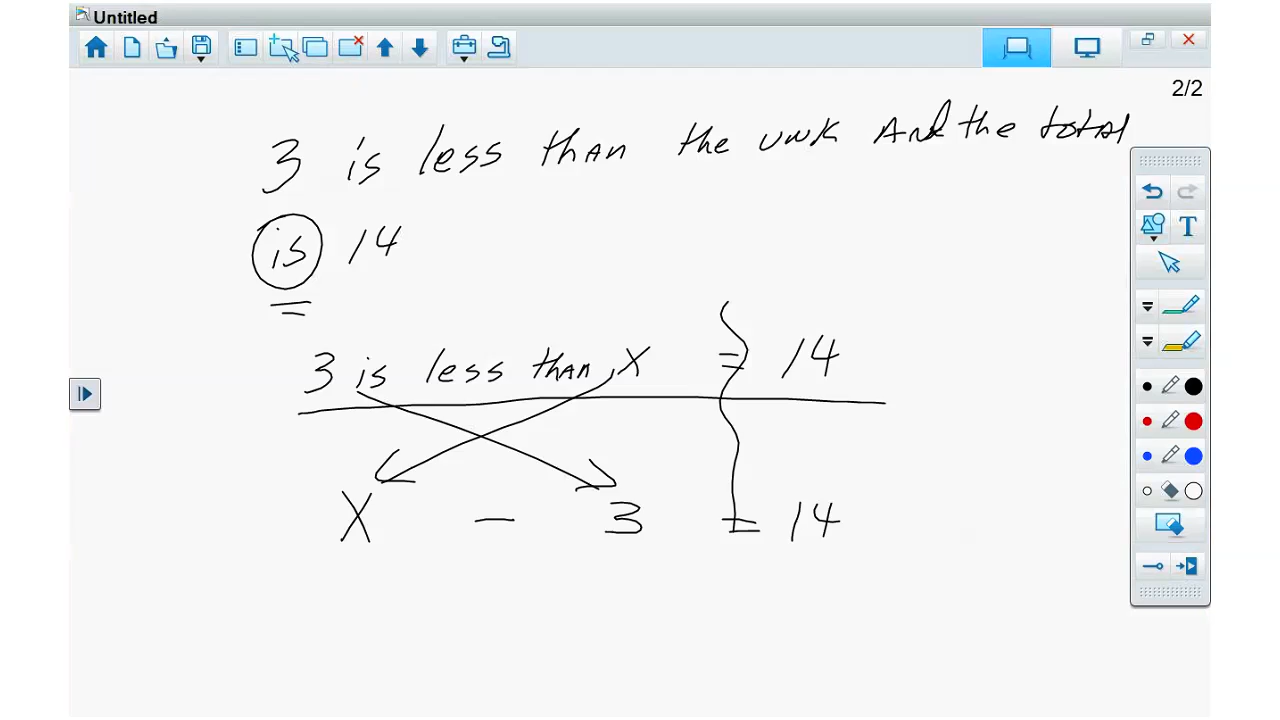 Untitled
2/2
3 is less than the unk And the total
is 14
3 is less than X = 14
X - 3 = 14
T